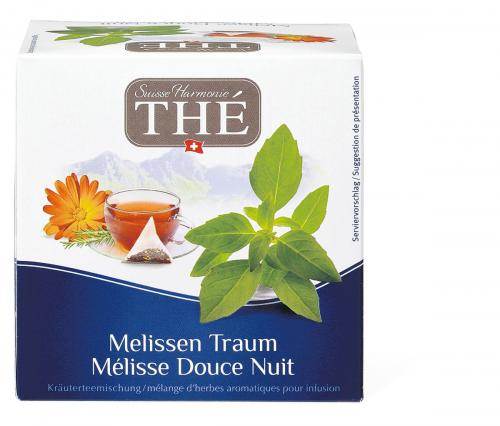 Suisse Harmonie
THÉ
Serviervorschlag / Suggestion de présentation
Melissen Traum
Mélisse Douce Nuit
Kräuterteemischung / mélange d'herbes aromatiques pour infusion